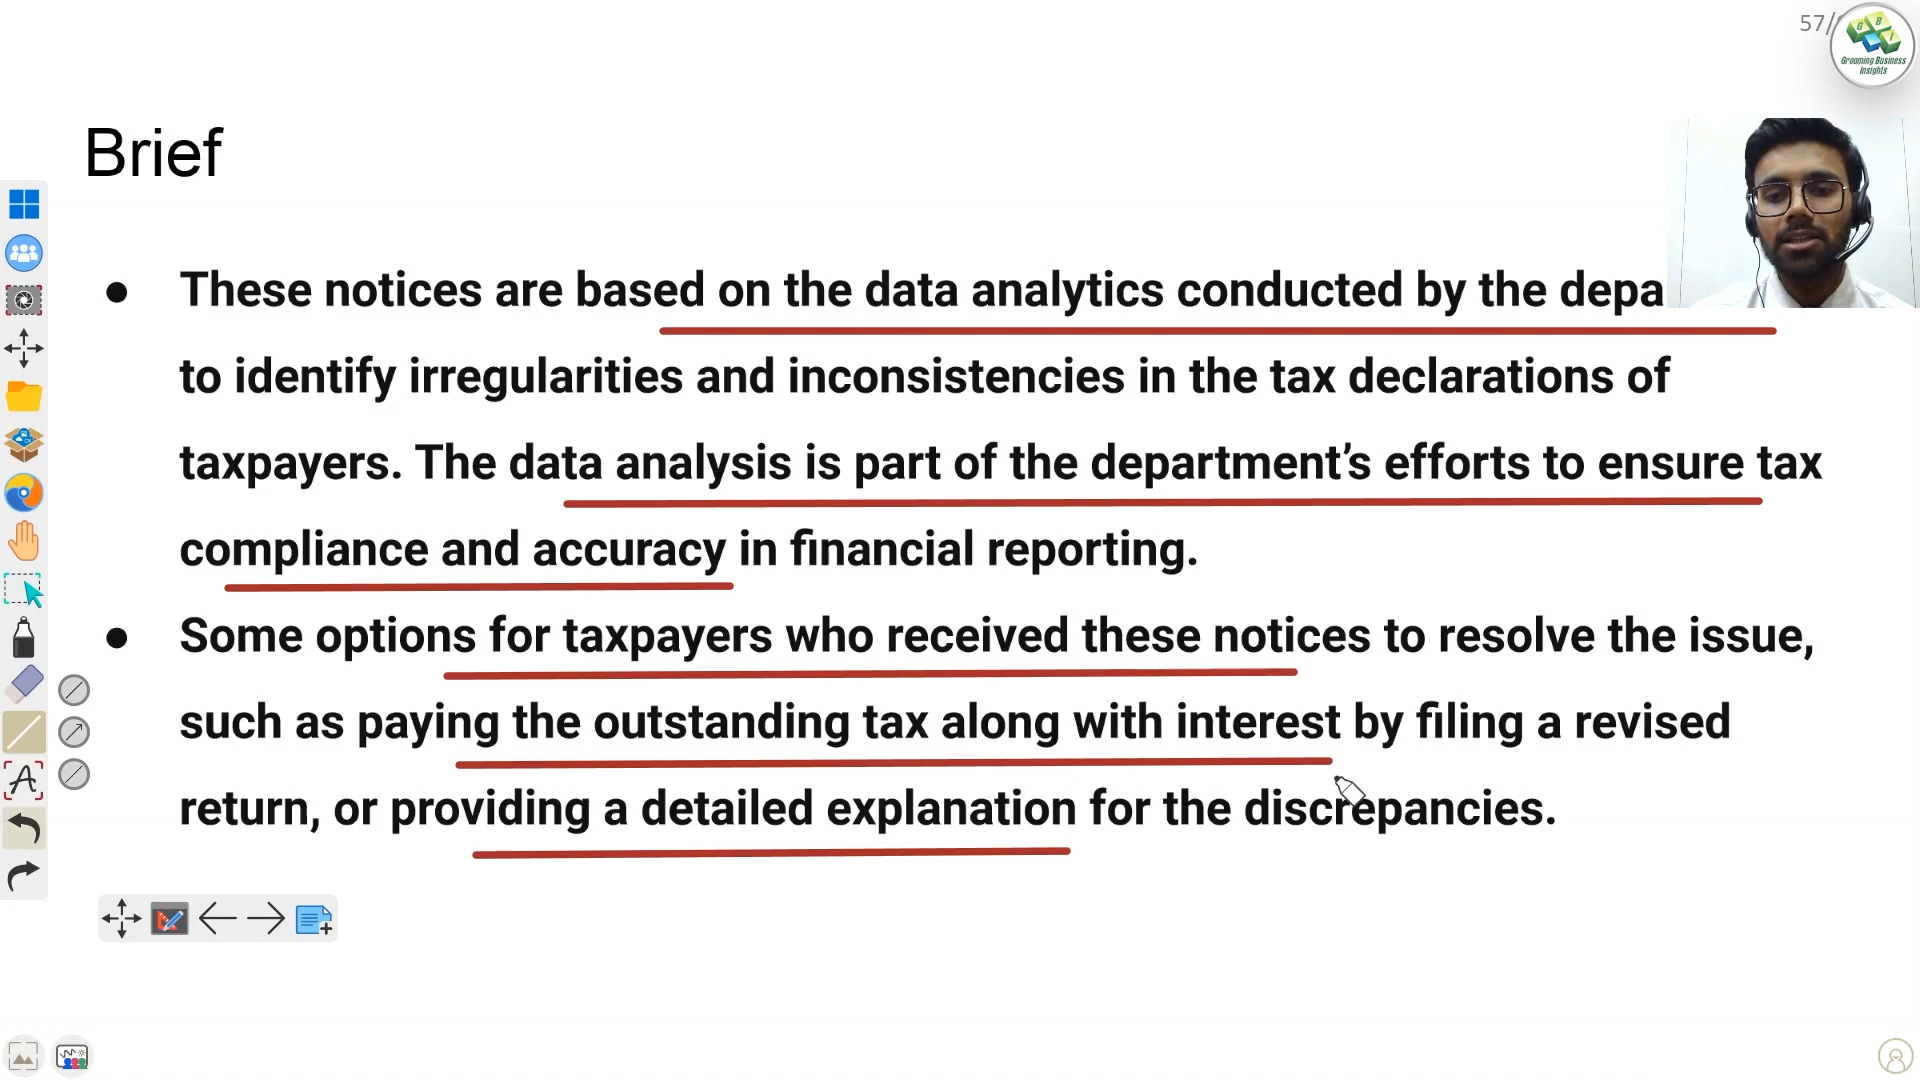 57/
G B I
Grooming Business
Insights
Brief
● These notices are based on the data analytics conducted by the depa
to identify irregularities and inconsistencies in the tax declarations of
taxpayers. The data analysis is part of the department’s efforts to ensure tax
compliance and accuracy in financial reporting.
● Some options for taxpayers who received these notices to resolve the issue,
such as paying the outstanding tax along with interest by filing a revised
return, or providing a detailed explanation for the discrepancies.